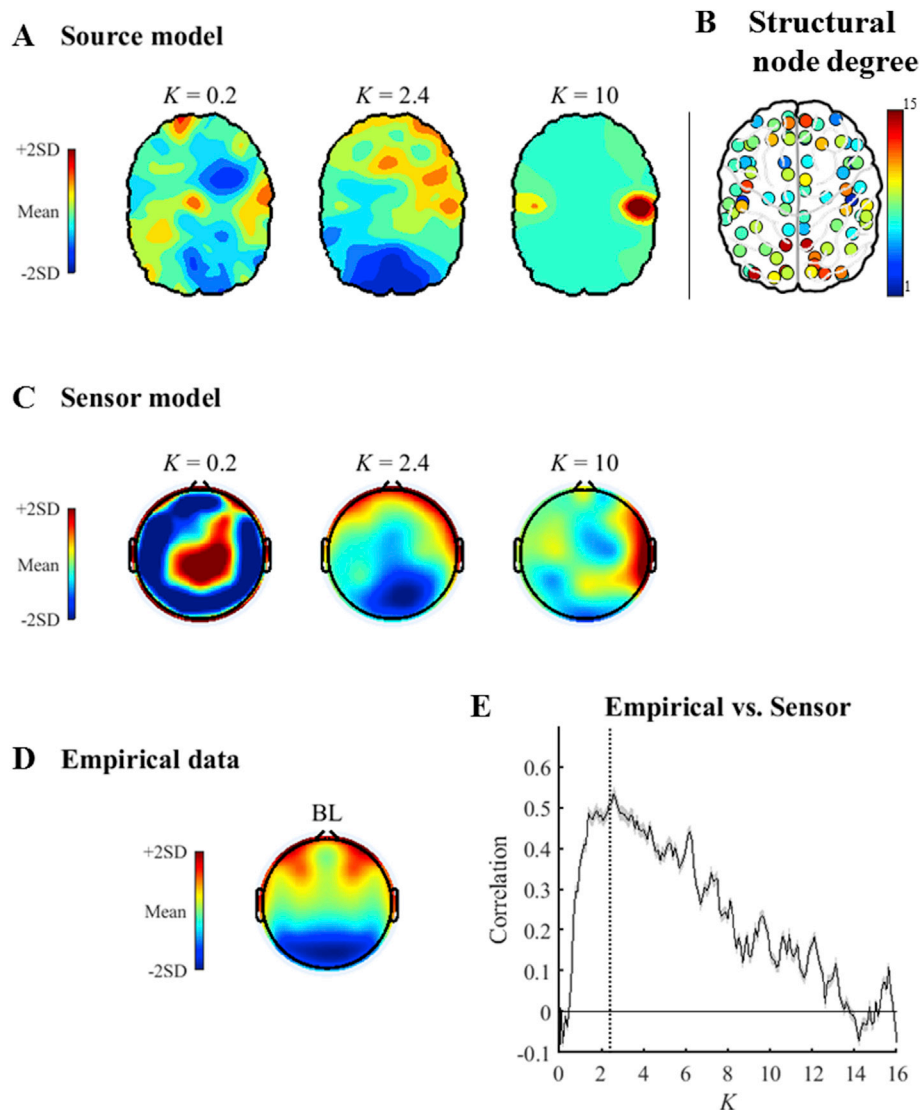 A Source model
B Structural
node degree
K = 0.2
K = 2.4
K = 10
+2SD
Mean
-2SD
15
1
C Sensor model
K = 0.2
K = 2.4
K = 10
+2SD
Mean
-2SD
D Empirical data
BL
+2SD
Mean
-2SD
E Empirical vs. Sensor
Correlation
0.6
0.5
0.4
0.3
0.2
0.1
0
-0.1
0 2 4 6 8 10 12 14 16
K